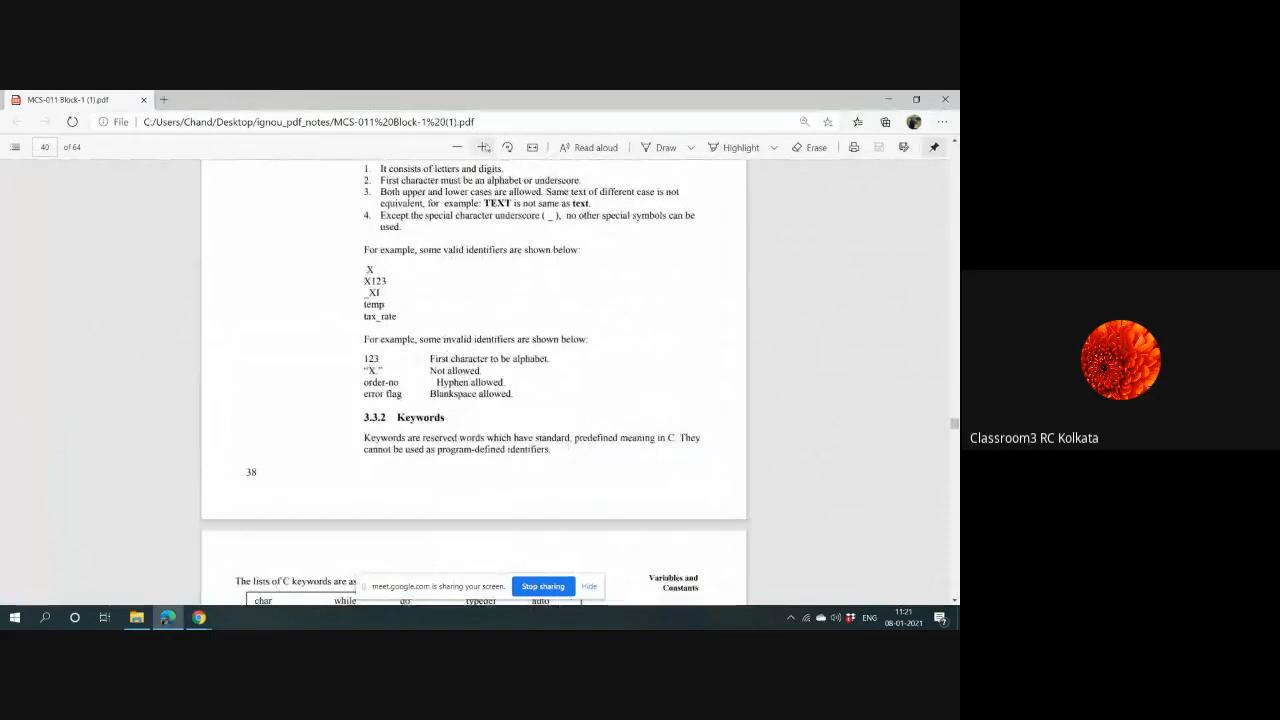 MCS-011 Block-1 (1).pdf
File
C:/Users/Chand/Desktop/ignou_pdf_notes/MCS-011%20Block-1%20(1).pdf
40 of 64
Read aloud
Draw
Highlight
Erase
1. It consists of letters and digits.
2. First character must be an alphabet or underscore.
3. Both upper and lower cases are allowed. Same text of different case is not
equivalent, for example: TEXT is not same as text.
4. Except the special character underscore ( _ ), no other special symbols can be
used.
For example, some valid identifiers are shown below:
X
X123
_XI
temp
tax_rate
For example, some invalid identifiers are shown below:
123 First character to be alphabet.
“X.” Not allowed.
order-no Hyphen allowed.
error flag Blankspace allowed.
3.3.2 Keywords
Keywords are reserved words which have standard, predefined meaning in C. They
cannot be used as program-defined identifiers.
38
The lists of C keywords are as
Variables and
Constants
meet.google.com is sharing your screen.
Stop sharing
Hide
char while do typedef auto
ENG
11:21
08-01-2021
Classroom3 RC Kolkata